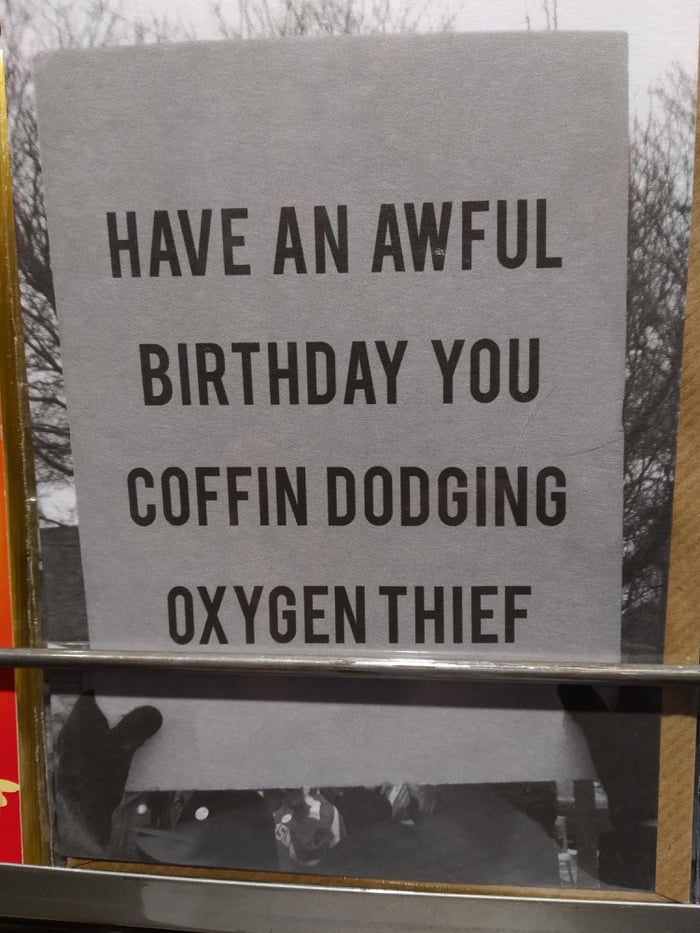 HAVE AN AWFUL
BIRTHDAY YOU
COFFIN DODGING
OXYGEN THIEF